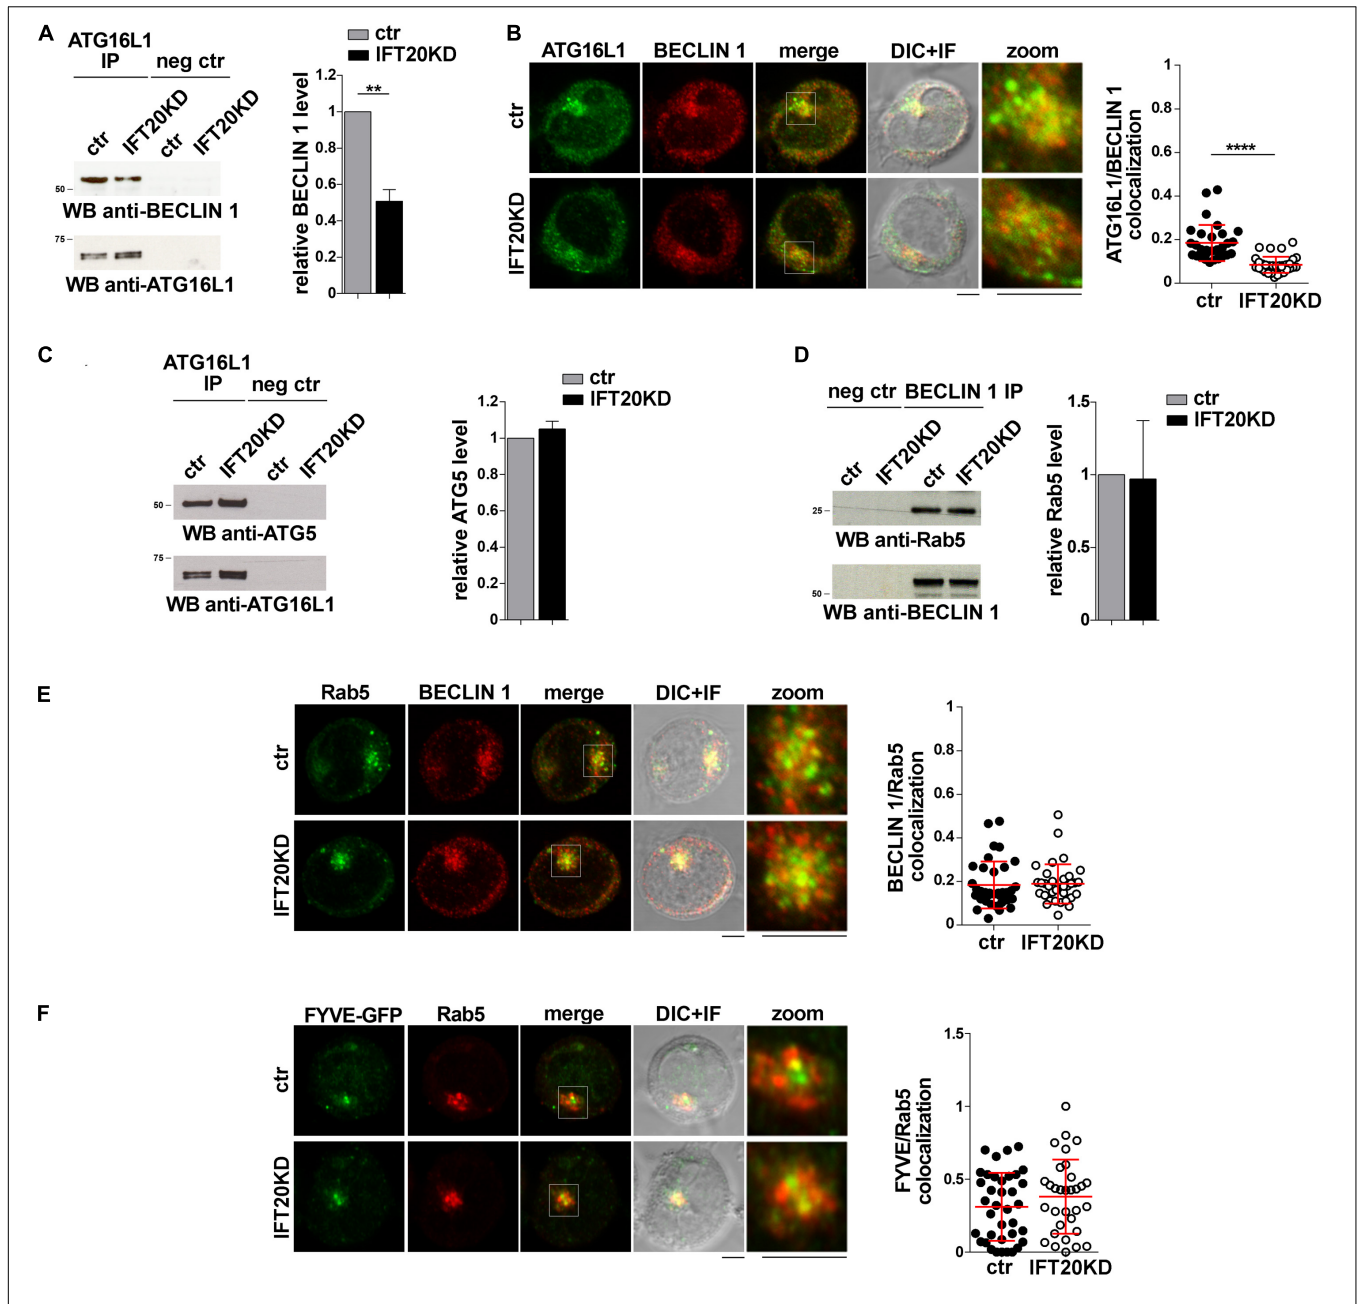 A
ATG16L1
IP
neg ctr
ctr
IFT20KD
ctr
IFT20KD
50
WB anti-BECLIN 1
75
WB anti-ATG16L1
ctr
IFT20KD
relative BECLIN 1 level
1.2
1
0.8
0.6
0.4
0.2
0
**
B
ATG16L1
BECLIN 1
merge
DIC+IF
zoom
ctr
IFT20KD
ATG16L1/BECLIN 1
colocalization
1
0.8
0.6
0.4
0.2
0
****
ctr
IFT20KD
C
ATG16L1
IP
neg ctr
ctr
IFT20KD
ctr
IFT20KD
50
WB anti-ATG5
75
WB anti-ATG16L1
ctr
IFT20KD
relative ATG5 level
1.2
1
0.8
0.6
0.4
0.2
0
D
neg ctr
BECLIN 1 IP
ctr
IFT20KD
ctr
IFT20KD
25
WB anti-Rab5
50
WB anti-BECLIN 1
ctr
IFT20KD
relative Rab5 level
1.5
1
0.5
0
E
Rab5
BECLIN 1
merge
DIC+IF
zoom
ctr
IFT20KD
BECLIN 1/Rab5
colocalization
1
0.8
0.6
0.4
0.2
0
ctr
IFT20KD
F
FYVE-GFP
Rab5
merge
DIC+IF
zoom
ctr
IFT20KD
FYVE/Rab5
colocalization
1.5
1
0.5
0
ctr
IFT20KD